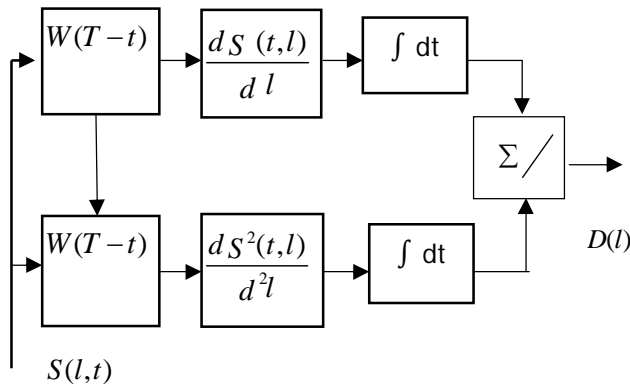 W(T − t)
dS (t,l)
d l
∫ dt
Σ /
W(T − t)
dS²(t,l)
d²l
∫ dt
D(l)
S(l,t)